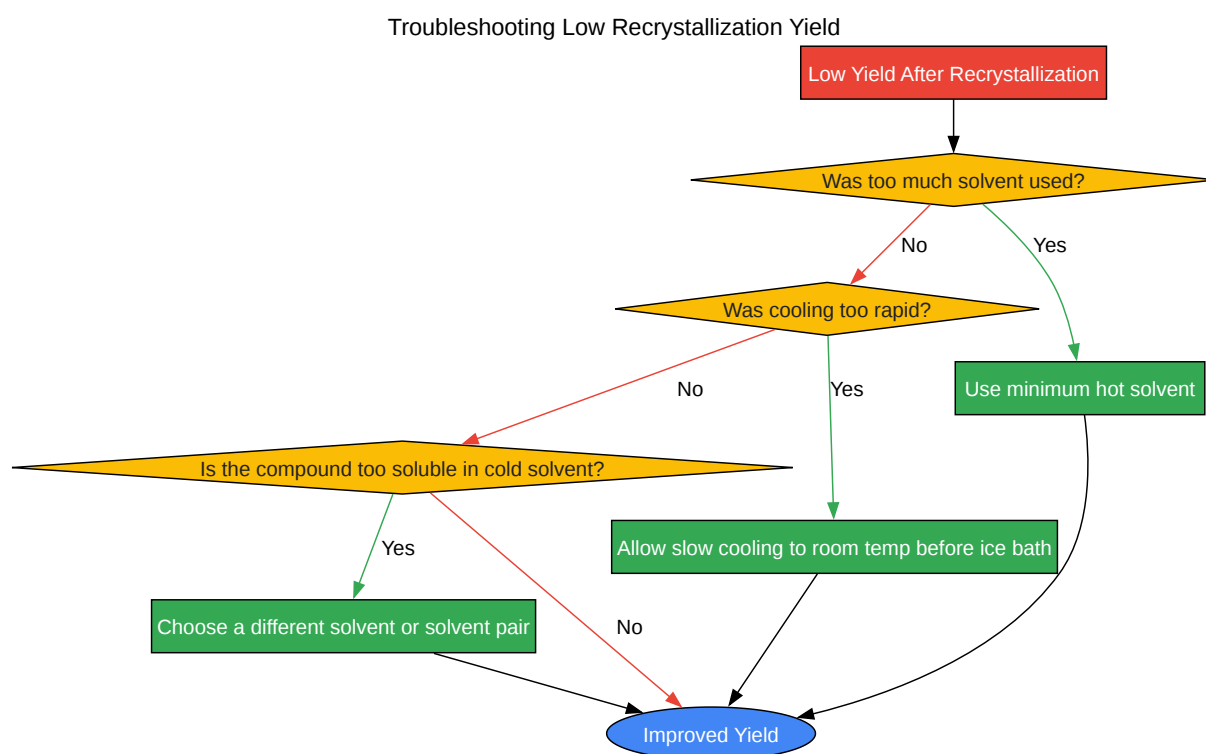 Troubleshooting Low Recrystallization Yield
Low Yield After Recrystallization
Was too much solvent used?
No
Yes
Was cooling too rapid?
Use minimum hot solvent
No
Yes
Is the compound too soluble in cold solvent?
Allow slow cooling to room temp before ice bath
Yes
Choose a different solvent or solvent pair
No
Improved Yield